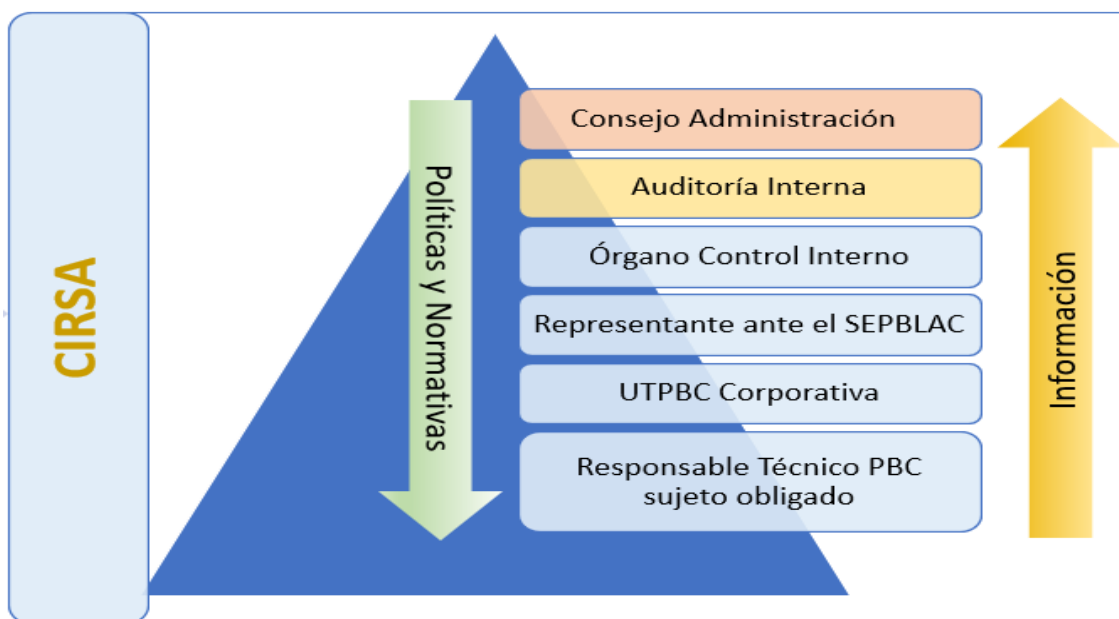 CIRSA
Políticas y Normativas
Consejo Administración
Auditoría Interna
Órgano Control Interno
Representante ante el SEPBLAC
UTPBC Corporativa
Responsable Técnico PBC
sujeto obligado
Información